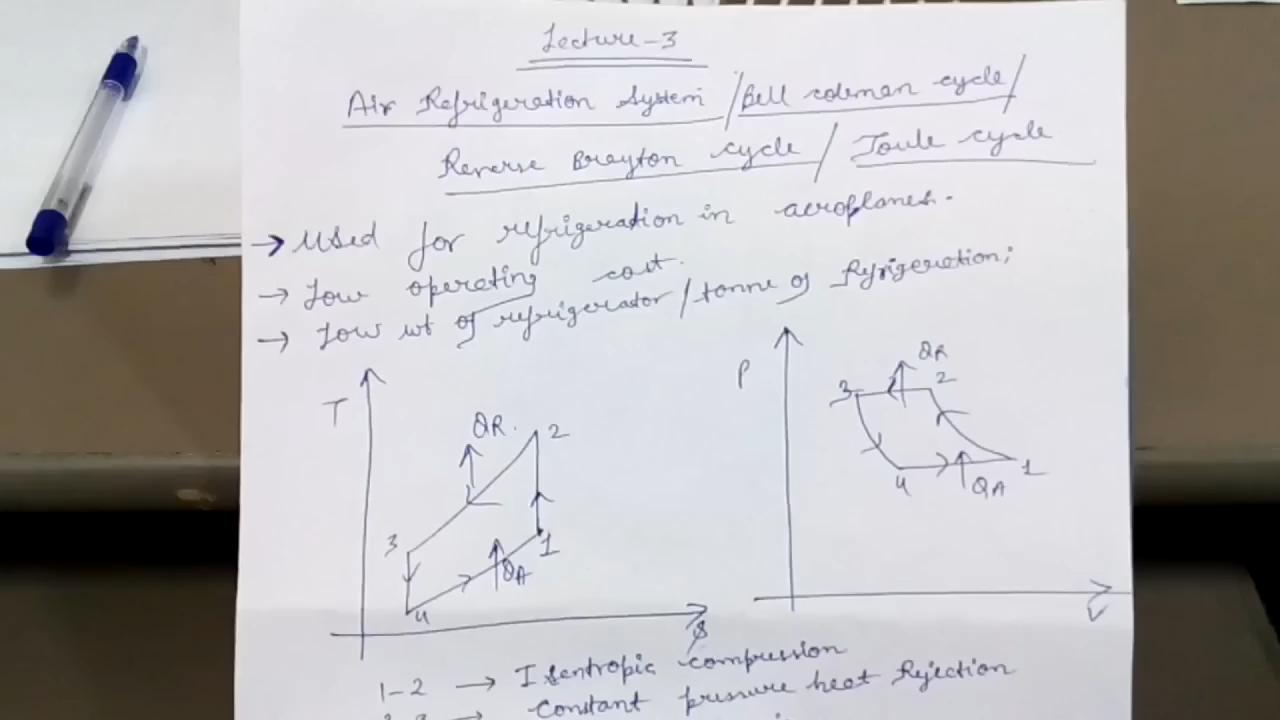 Lecture-3
Air Refrigeration System / Bell coleman cycle /
Reverse Brayton cycle / Joule cycle
→ Used for refrigeration in aeroplanes.
→ Low operating cost.
→ Low wt of refrigerator / tonne of
T
QR
2
3
1
QA
4
S
P
QR
3
2
4
QA
1
V
1-2 → Isentropic compression
2-3 → Constant pressure heat Rejection